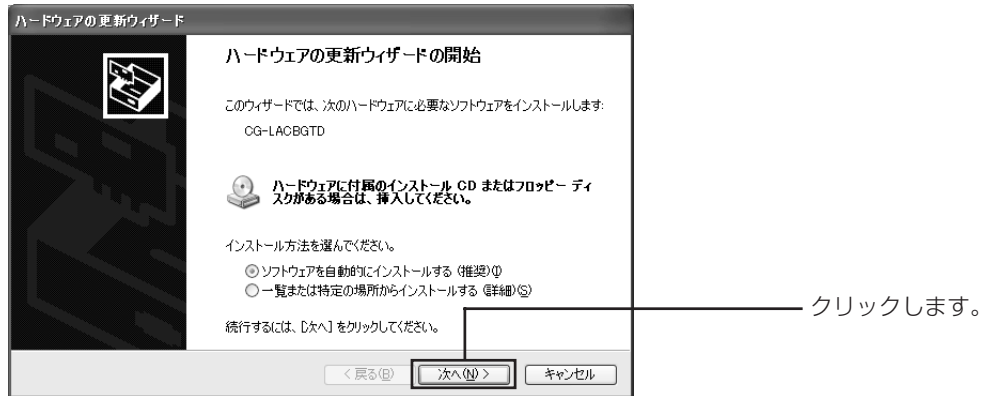 ハードウェアの更新ウィザード
ハードウェアの更新ウィザードの開始
このウィザードでは、次のハードウェアに必要なソフトウェアをインストールします:
CG-LACBGTD
ハードウェアに付属のインストール CD またはフロッピー ディ
スクがある場合は、挿入してください。
インストール方法を選んでください。
ソフトウェアを自動的にインストールする (推奨)(I)
一覧または特定の場所からインストールする (詳細)(S)
続行するには、[次へ] をクリックしてください。
クリックします。
< 戻る(B) 次へ(N) > キャンセル